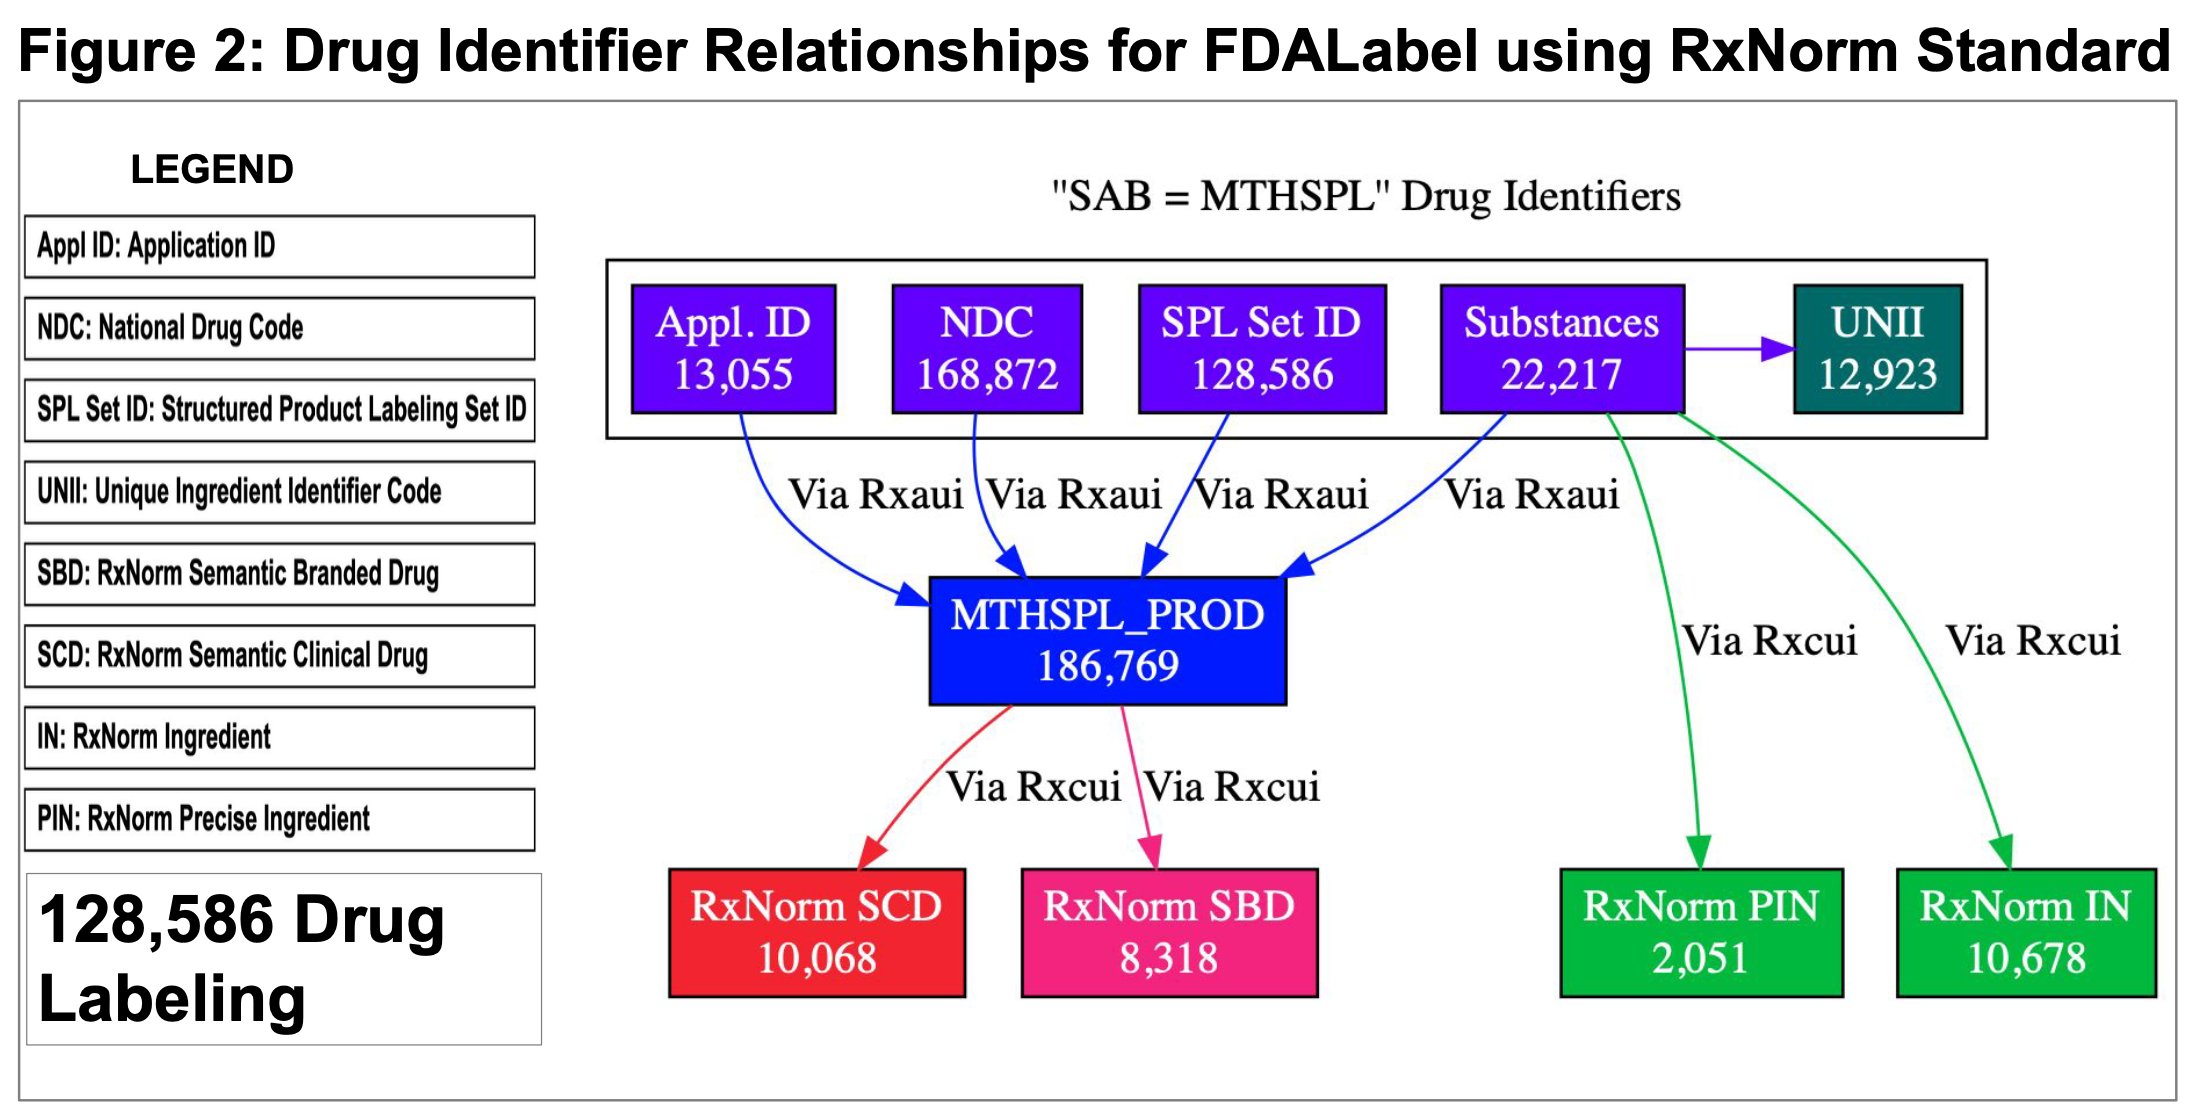 Figure 2: Drug Identifier Relationships for FDALabel using RxNorm Standard
LEGEND
Appl ID: Application ID
NDC: National Drug Code
SPL Set ID: Structured Product Labeling Set ID
UNII: Unique Ingredient Identifier Code
SBD: RxNorm Semantic Branded Drug
SCD: RxNorm Semantic Clinical Drug
IN: RxNorm Ingredient
PIN: RxNorm Precise Ingredient
128,586 Drug
Labeling
"SAB = MTHSPL" Drug Identifiers
Appl. ID
13,055
NDC
168,872
SPL Set ID
128,586
Substances
22,217
UNII
12,923
Via Rxaui
Via Rxaui
Via Rxaui
Via Rxaui
MTHSPL_PROD
186,769
Via Rxcui
Via Rxcui
Via Rxcui
Via Rxcui
RxNorm SCD
10,068
RxNorm SBD
8,318
RxNorm PIN
2,051
RxNorm IN
10,678